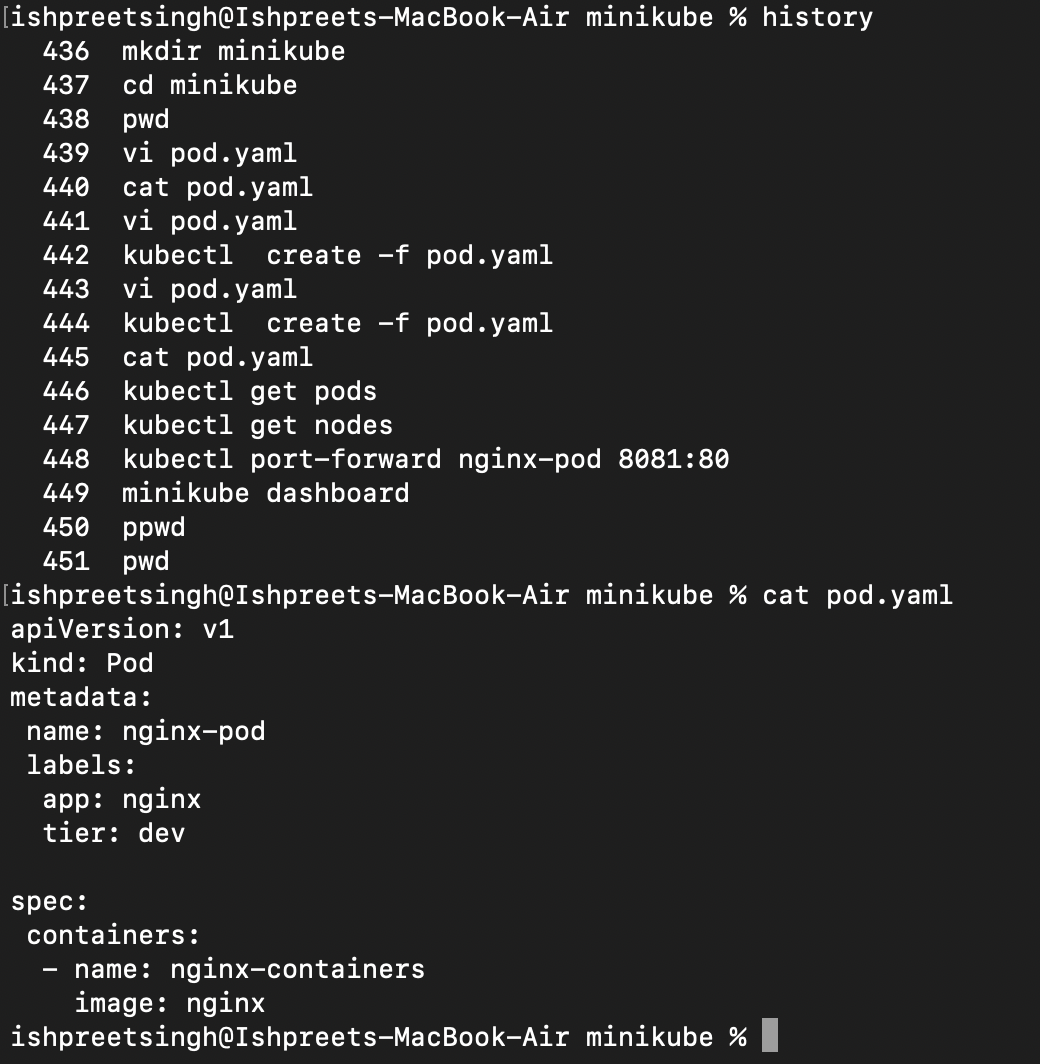 [ishpreetsingh@Ishpreets-MacBook-Air minikube % history
  436  mkdir minikube
  437  cd minikube
  438  pwd
  439  vi pod.yaml
  440  cat pod.yaml
  441  vi pod.yaml
  442  kubectl  create -f pod.yaml
  443  vi pod.yaml
  444  kubectl  create -f pod.yaml
  445  cat pod.yaml
  446  kubectl get pods
  447  kubectl get nodes
  448  kubectl port-forward nginx-pod 8081:80
  449  minikube dashboard
  450  ppwd
  451  pwd
[ishpreetsingh@Ishpreets-MacBook-Air minikube % cat pod.yaml
apiVersion: v1
kind: Pod
metadata:
 name: nginx-pod
 labels:
  app: nginx
  tier: dev

spec:
 containers:
  - name: nginx-containers
    image: nginx
ishpreetsingh@Ishpreets-MacBook-Air minikube %